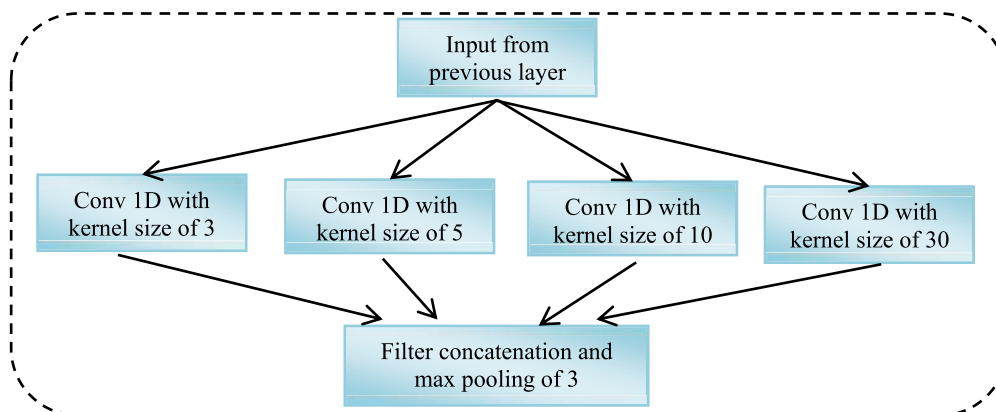 Input from
previous layer
Conv 1D with
kernel size of 3
Conv 1D with
kernel size of 5
Conv 1D with
kernel size of 10
Conv 1D with
kernel size of 30
Filter concatenation and
max pooling of 3